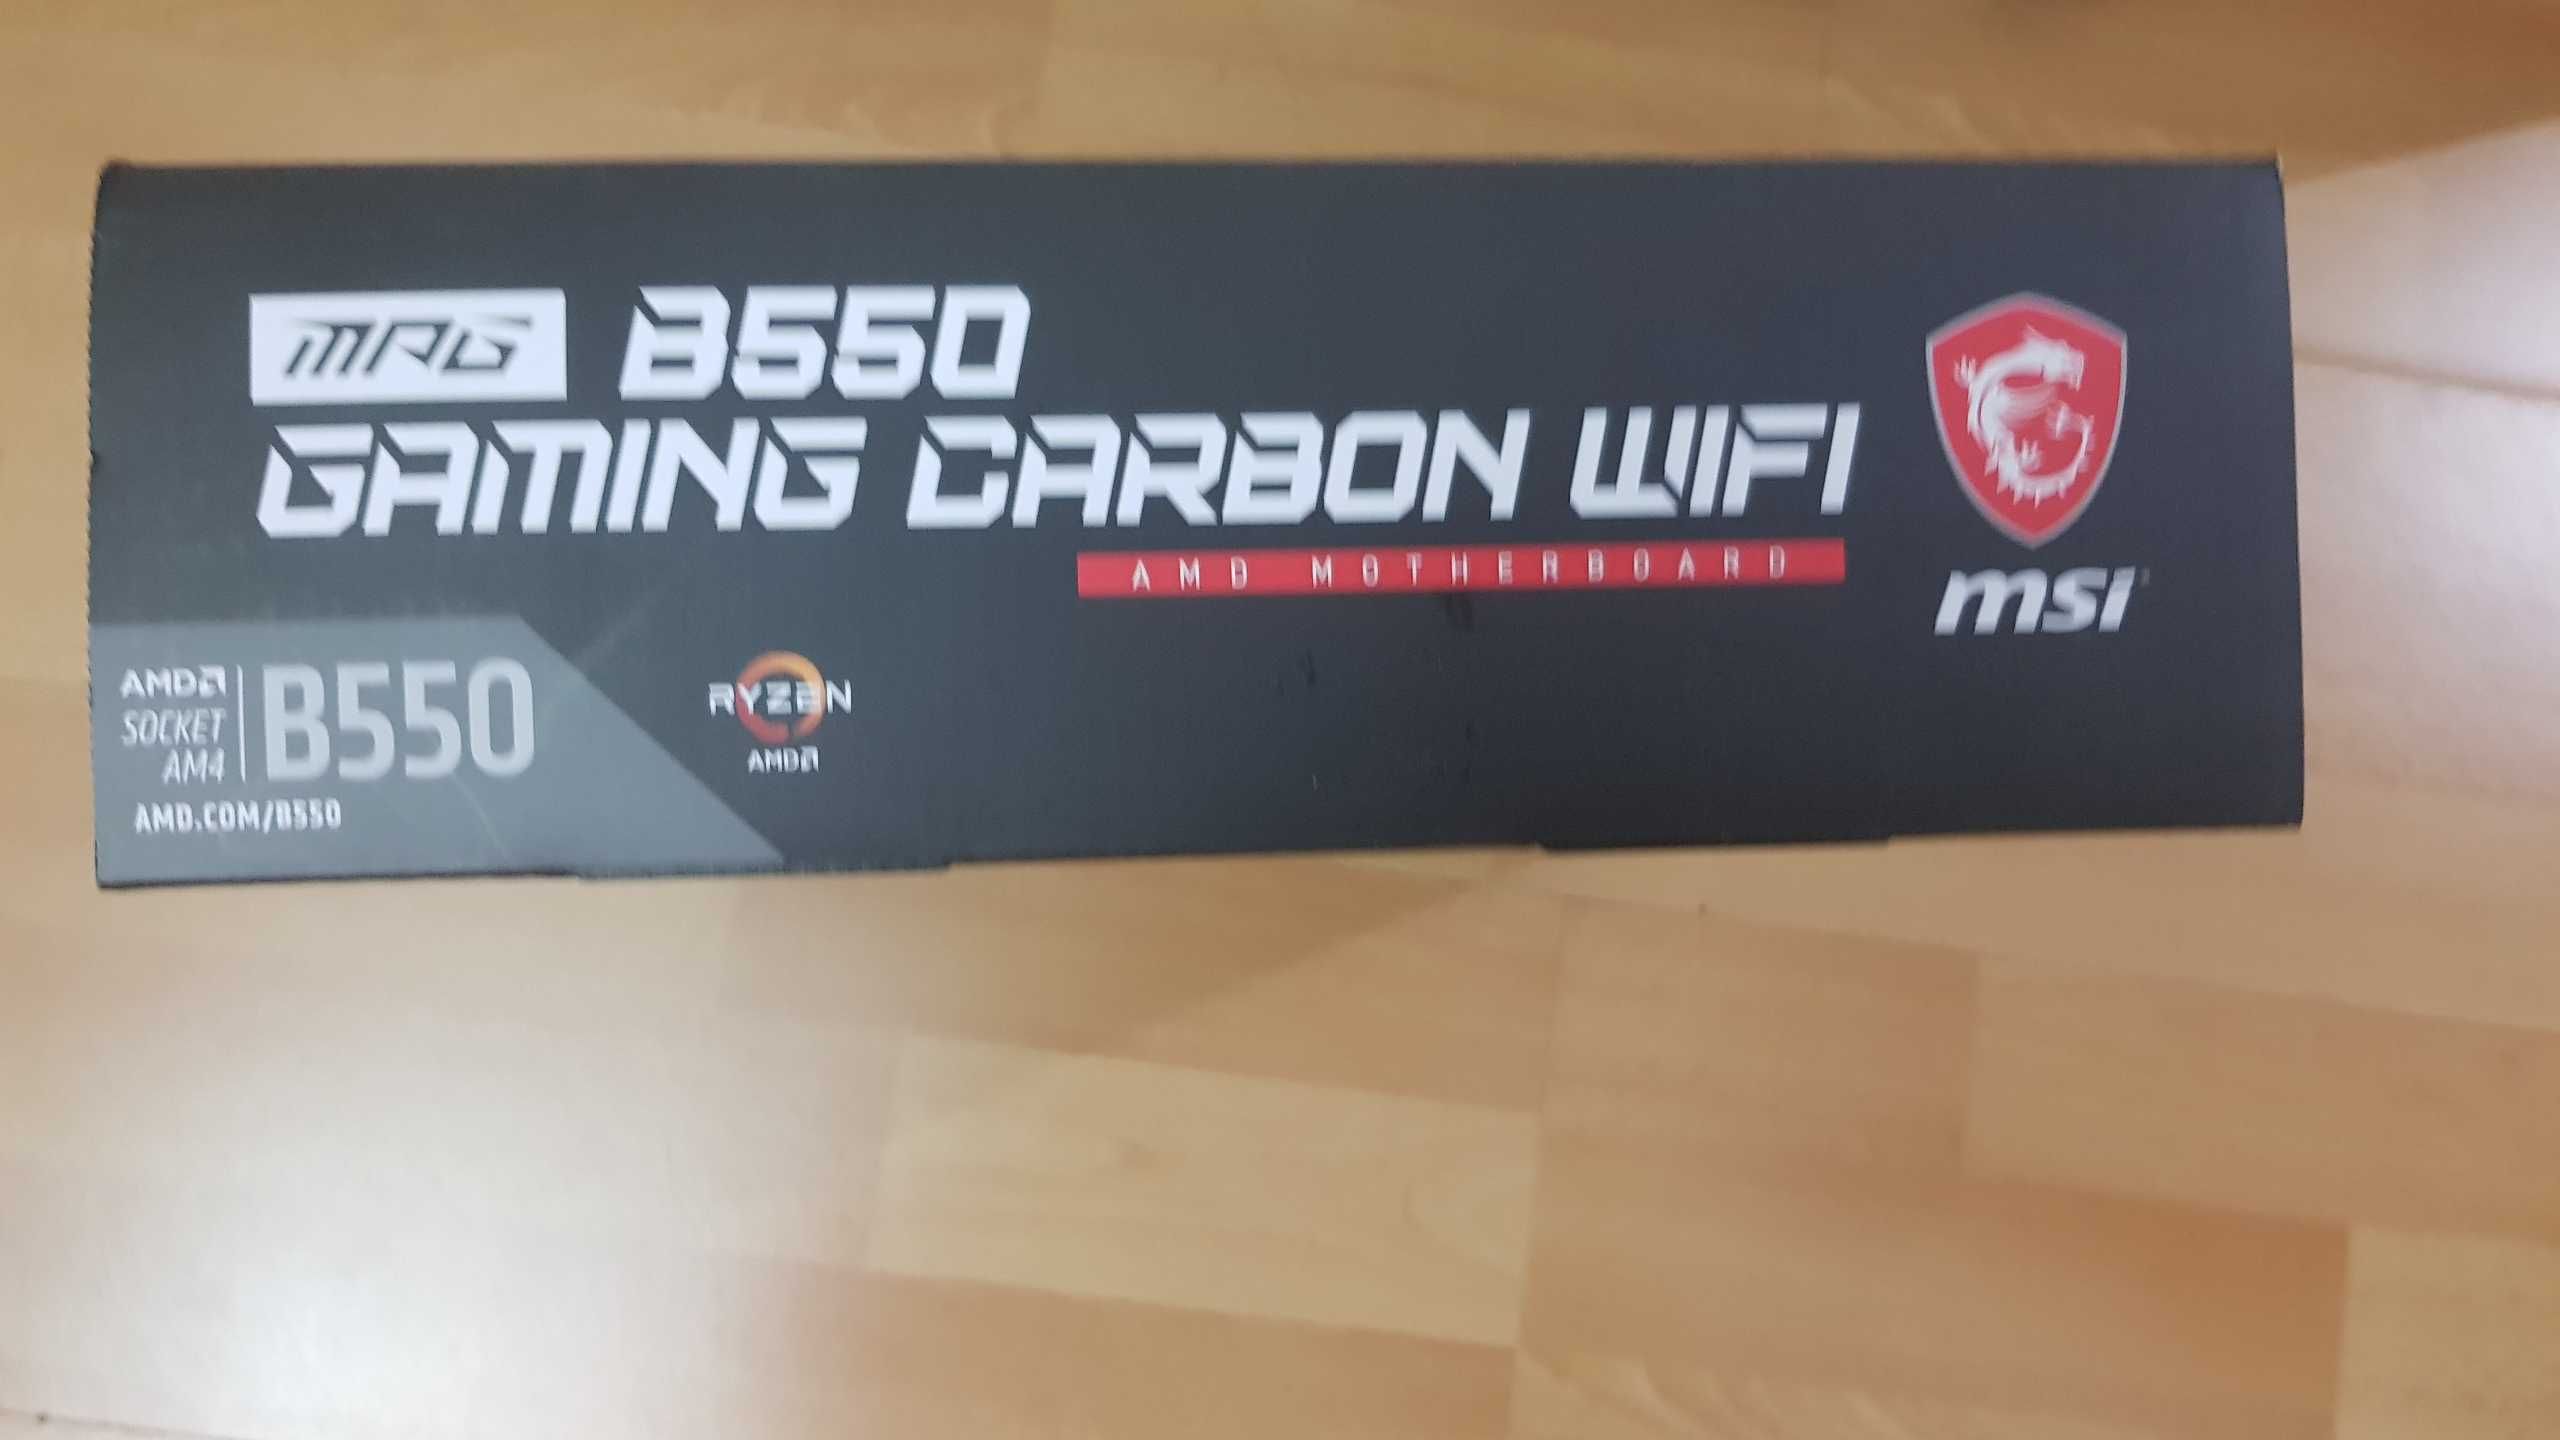 MPG B550
GAMING CARBON WIFI
AMD MOTHERBOARD
msi
AMD
SOCKET
AM4
B550
AMD.COM/B550
RYZEN
AMD